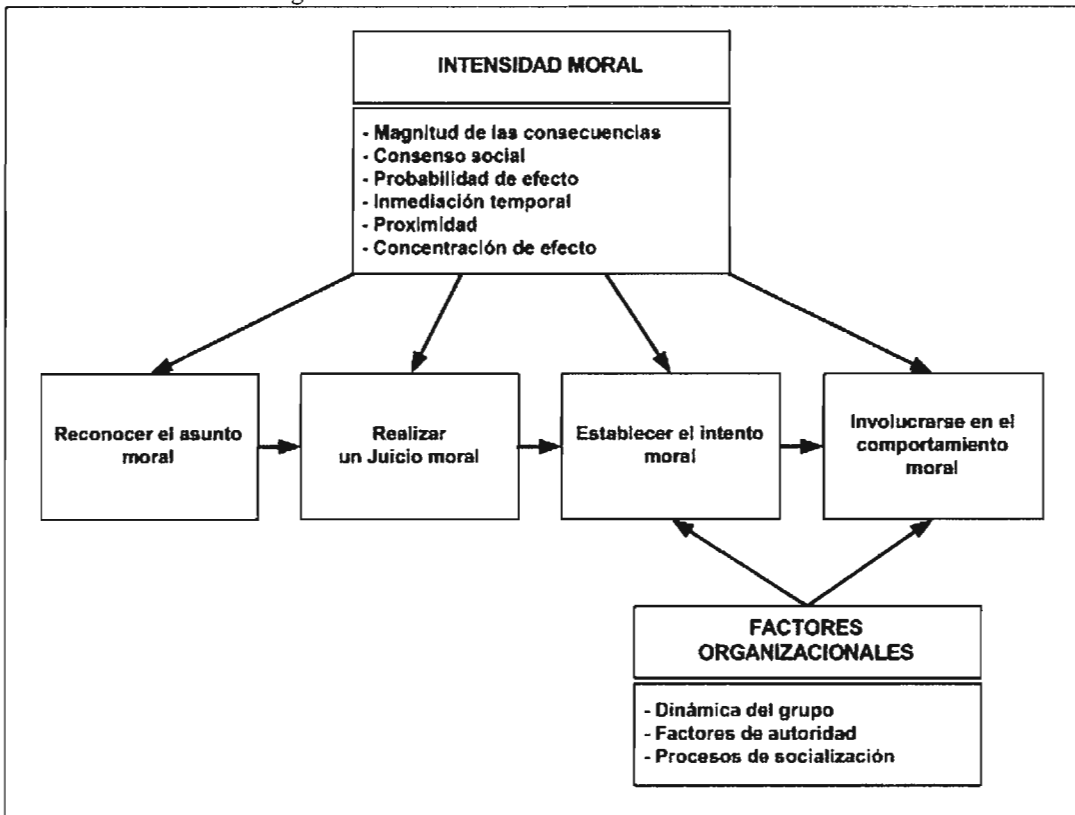 INTENSIDAD MORAL
- Magnitud de las consecuencias
- Consenso social
- Probabilidad de efecto
- Inmediación temporal
- Proximidad
- Concentración de efecto
Reconocer el asunto
moral
Realizar
un Juicio moral
Establecer el intento
moral
Involucrarse en el
comportamiento
moral
FACTORES
ORGANIZACIONALES
- Dinámica del grupo
- Factores de autoridad
- Procesos de socialización